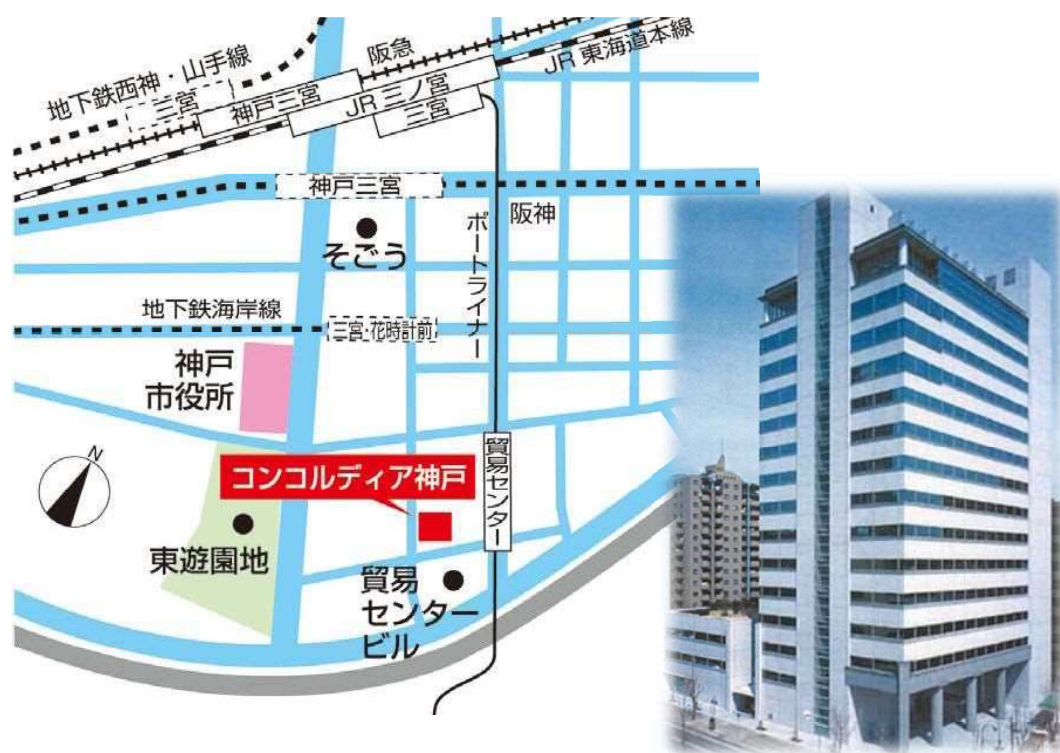 阪急
JR 東海道本線
地下鉄西神・山手線
三宮
神戸三宮
JR 三ノ宮
三宮
神戸三宮
阪神
そごう
ポートライナー
地下鉄海岸線
三宮・花時計前
神戸
市役所
N
コンコルディア神戸
貿易センター
東遊園地
貿易
センター
ビル